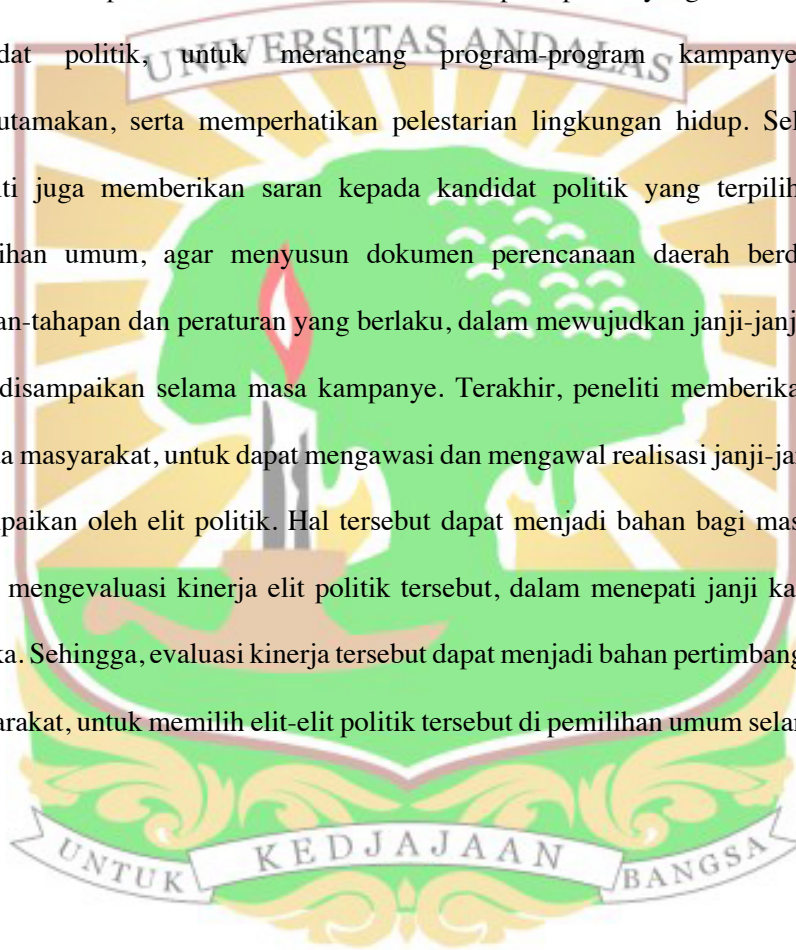 UNIVERSITAS ANDALAS
dat politik, untuk merancang program-program kampanye
utamakan, serta memperhatikan pelestarian lingkungan hidup. Sel
ti juga memberikan saran kepada kandidat politik yang terpilih
ihan umum, agar menyusun dokumen perencanaan daerah berd
an-tahapan dan peraturan yang berlaku, dalam mewujudkan janji-janj
disampaikan selama masa kampanye. Terakhir, peneliti memberika
a masyarakat, untuk dapat mengawasi dan mengawal realisasi janji-ja
paikan oleh elit politik. Hal tersebut dapat menjadi bahan bagi mas
mengevaluasi kinerja elit politik tersebut, dalam menepati janji ka
ka. Sehingga, evaluasi kinerja tersebut dapat menjadi bahan pertimbang
arakat, untuk memilih elit-elit politik tersebut di pemilihan umum selan
UNTUK KEDJAJAAN BANGSA